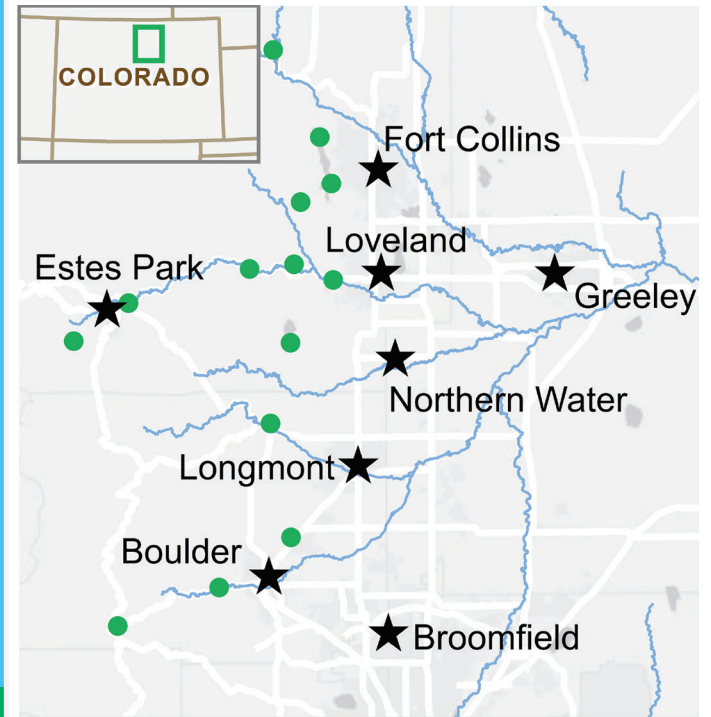 COLORADO
Fort Collins
Loveland
Estes Park
Greeley
Northern Water
Longmont
Boulder
Broomfield